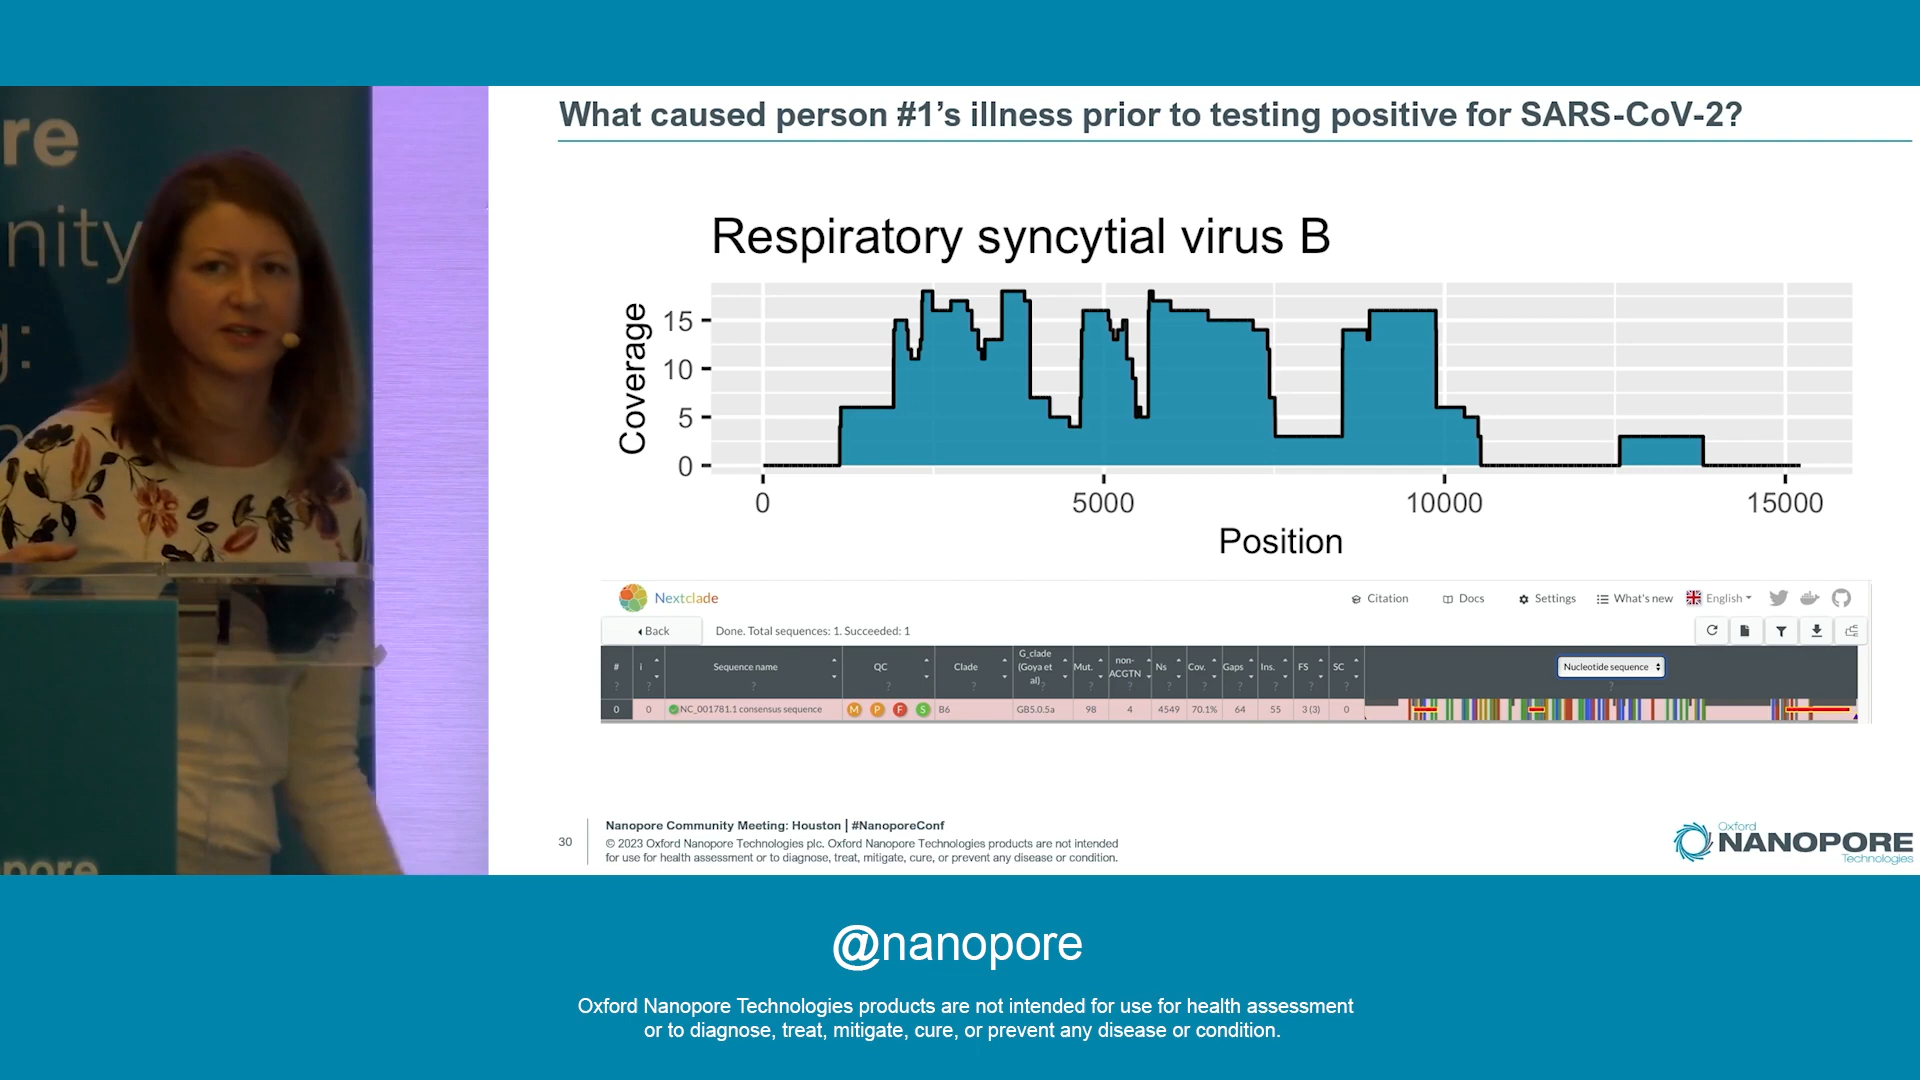 re
nity
g:
nore
What caused person #1’s illness prior to testing positive for SARS-CoV-2?
Respiratory syncytial virus B
Coverage
15
10
5
0
0 5000 10000 15000
Position
Nextclade
Citation Docs Settings What's new English
Back Done. Total sequences: 1. Succeeded: 1
# i Sequence name QC Clade G_clade (Goya et al) Mut. non-ACGTN Ns Cov. Gaps Ins. FS SC Nucleotide sequence
? ? ? ? ? ? ? ? ? ? ? ? ? ? ?
0 0 NC_001781.1 consensus sequence M P F S B6 GB5.0.5a 98 4 4549 70.1% 64 55 3 (3) 0
30
Nanopore Community Meeting: Houston | #NanoporeConf
© 2023 Oxford Nanopore Technologies plc. Oxford Nanopore Technologies products are not intended
for use for health assessment or to diagnose, treat, mitigate, cure, or prevent any disease or condition.
Oxford
NANOPORE
Technologies
@nanopore
Oxford Nanopore Technologies products are not intended for use for health assessment
or to diagnose, treat, mitigate, cure, or prevent any disease or condition.